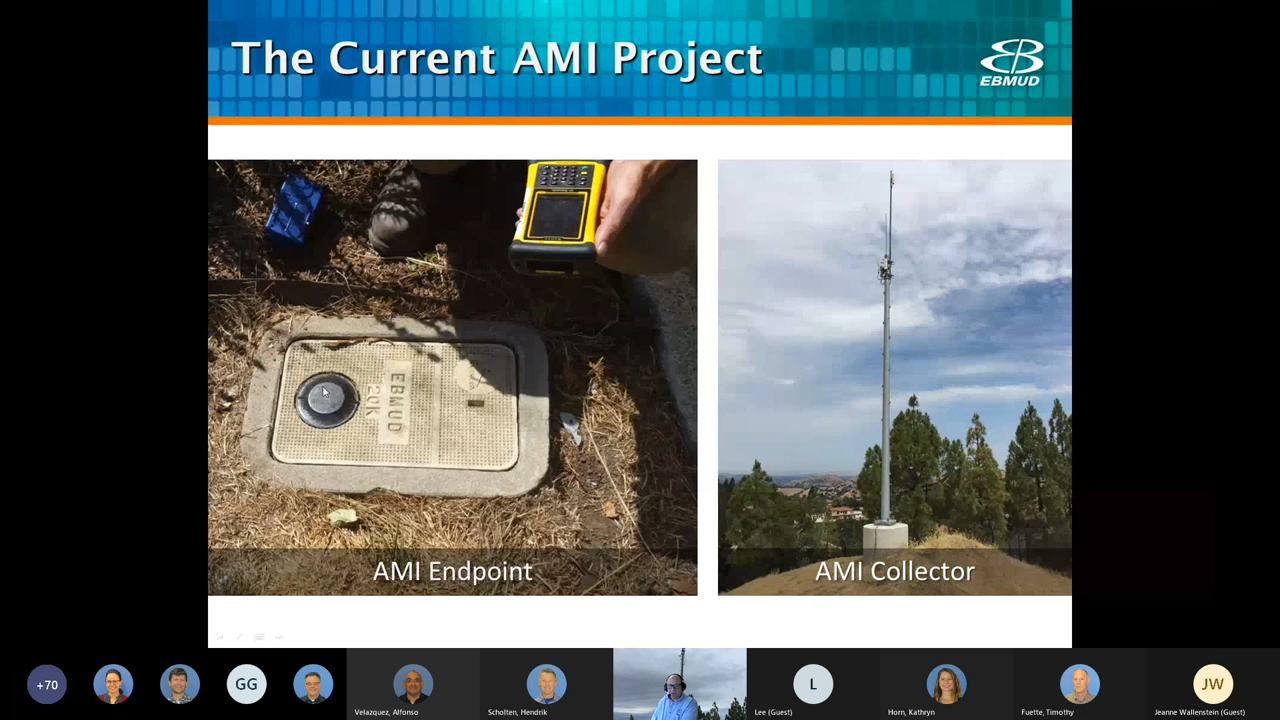 The Current AMI Project
EBMUD
EBMUD
20K
AMI Endpoint
AMI Collector
+70
GG
Velazquez, Alfonso
Scholten, Hendrik
L
Lee (Guest)
Horn, Kathryn
Fuette, Timothy
JW
Jeanne Wallenstein (Guest)